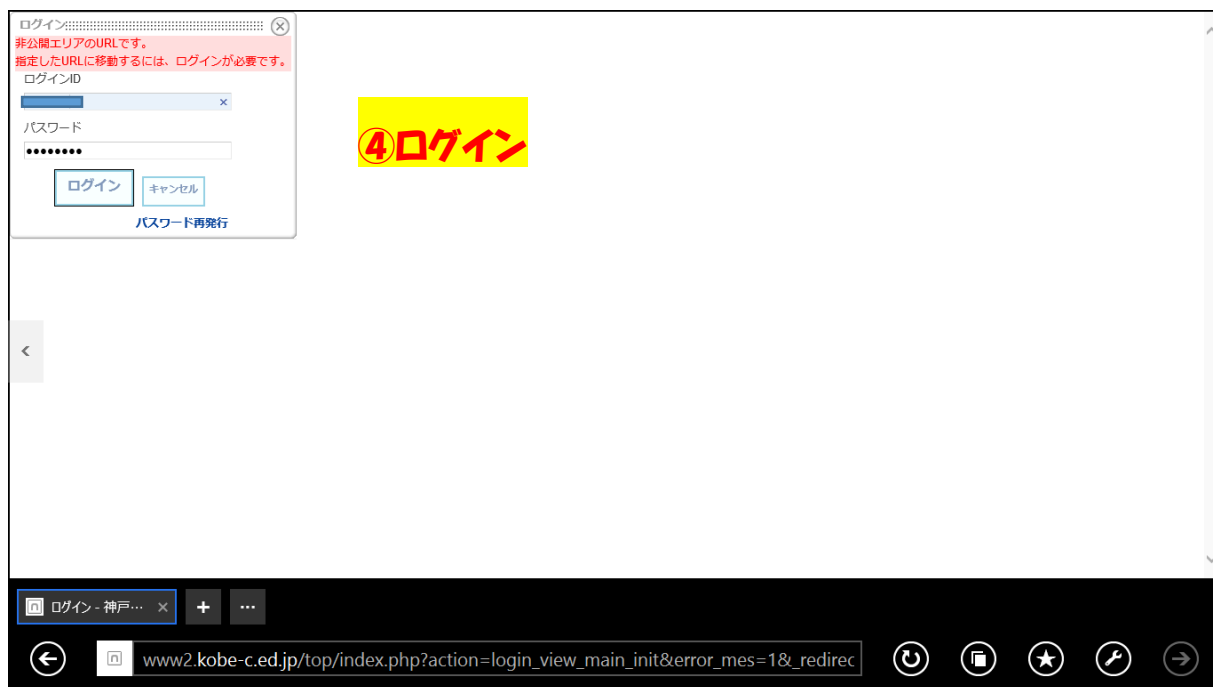 ログイン
非公開エリアのURLです。
指定したURLに移動するには、ログインが必要です。
ログインID
パスワード
ログイン
キャンセル
パスワード再発行
④ログイン
ログイン - 神戸…
www2.kobe-c.ed.jp/top/index.php?action=login_view_main_init&error_mes=1&_redirec